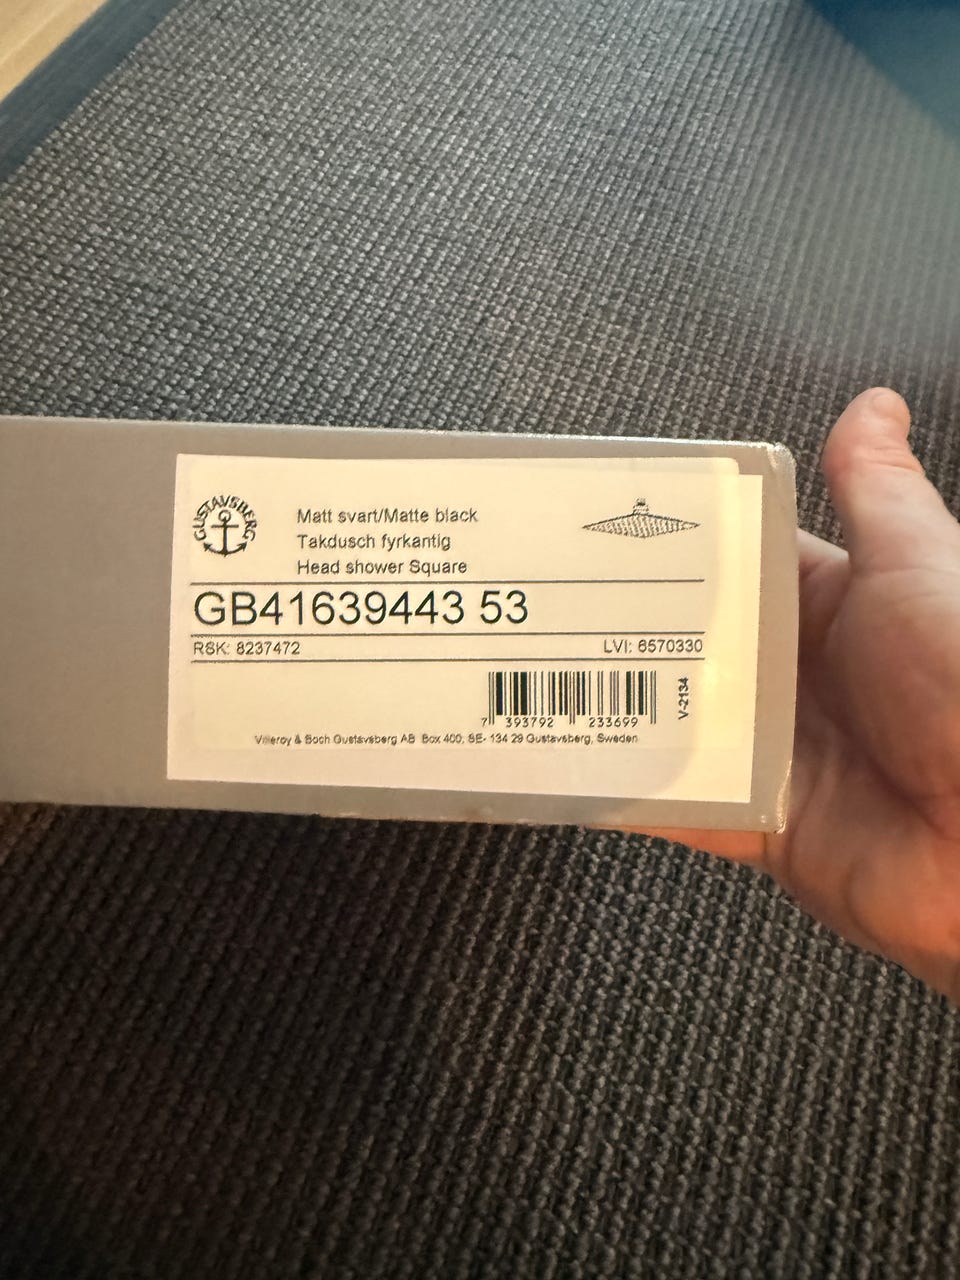 GUSTAVSBERG
Matt svart/Matte black
Takdusch fyrkantig
Head shower Square
GB41639443 53
RSK: 8237472 LVI: 6570330
7 393792 233699
V-2134
Villeroy & Boch Gustavsberg AB Box 400, SE- 134 29 Gustavsberg, Sweden